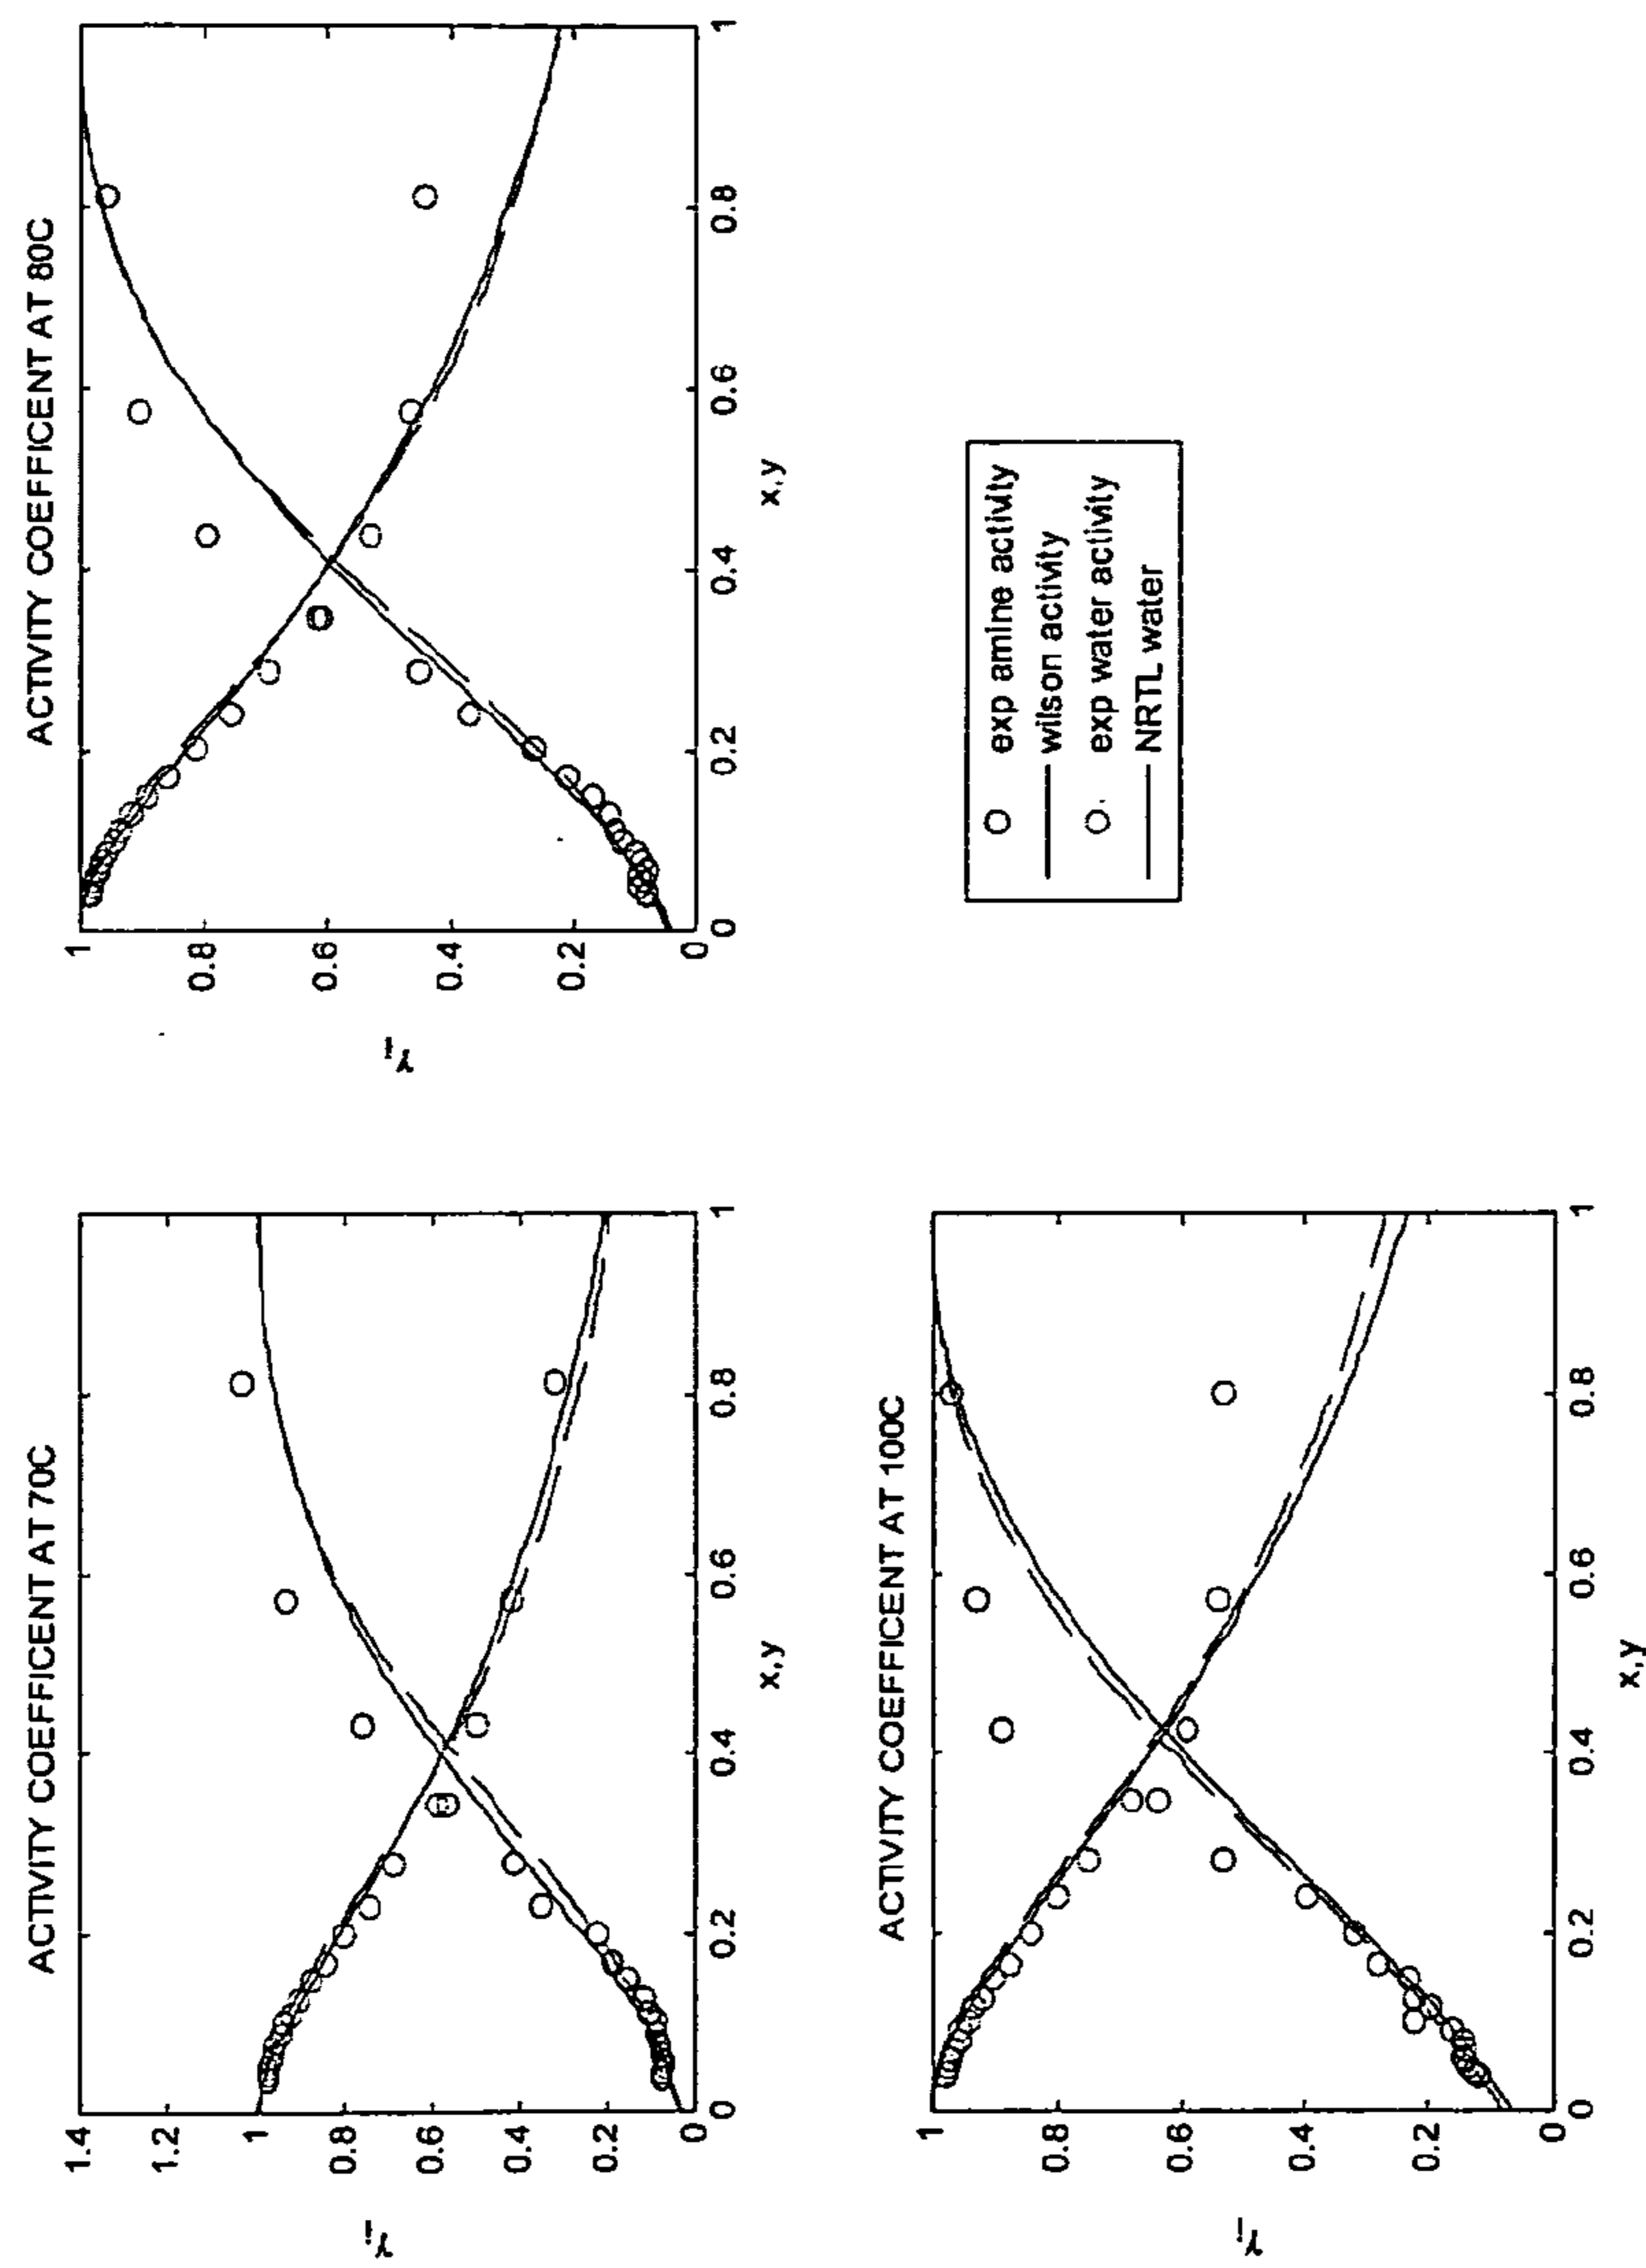 ACTIVITY COEFFICENT AT 70C
1.4
1.2
1
0.8
0.6
0.4
0.2
0
γi
0 0.2 0.4 0.6 0.8 1
x,y
ACTIVITY COEFFICENT AT 80C
1
0.8
0.6
0.4
0.2
0
γi
0 0.2 0.4 0.6 0.8 1
x,y
ACTIVITY COEFFICENT AT 100C
1
0.8
0.6
0.4
0.2
0
γi
0 0.2 0.4 0.6 0.8 1
x,y
exp amine activity
wilson activity
exp water activity
NRTL water